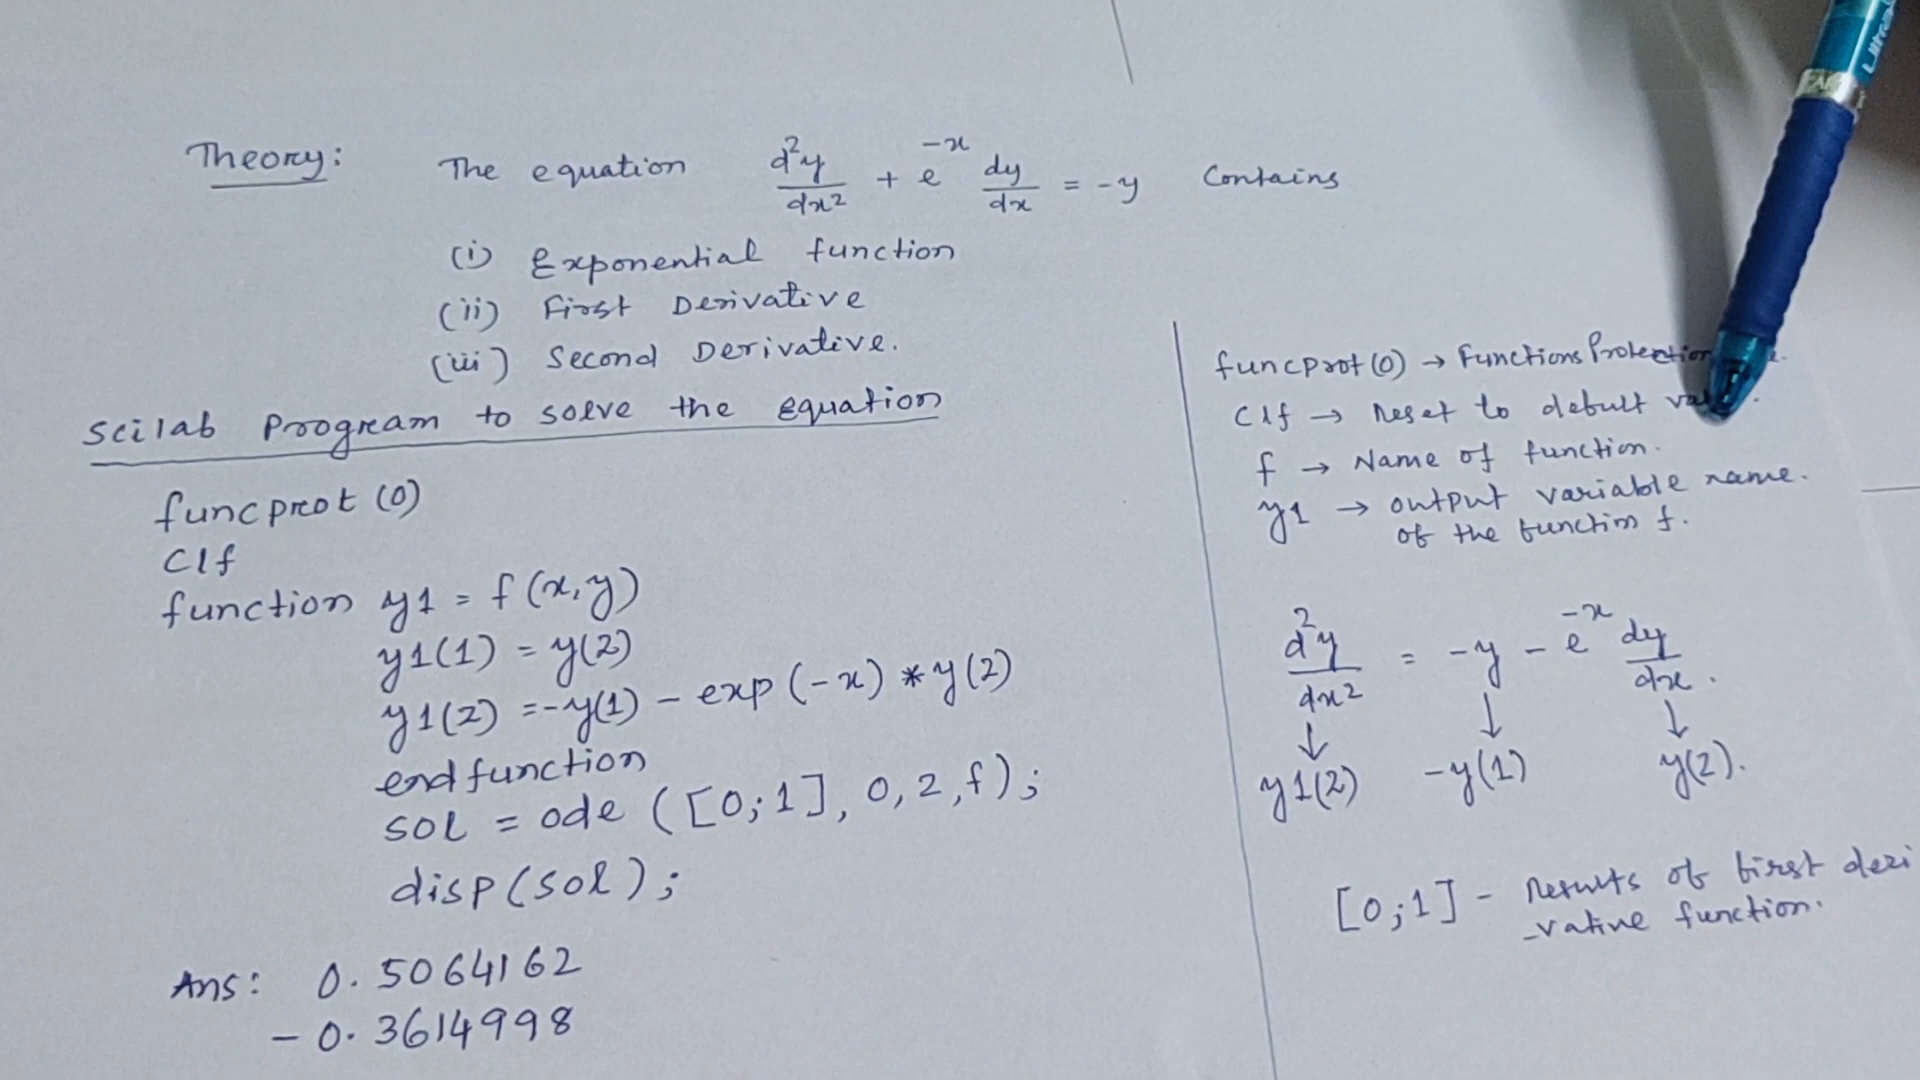 Theory: The equation d²y/dx² + e^-x dy/dx = -y Contains
(i) Exponential function
(ii) First Derivative
(iii) Second Derivative.
Scilab Program to solve the equation
funcprot (0)
Clf
function y1 = f(x,y)
y1(1) = y(2)
y1(2) =-y(1) - exp(-x) * y(2)
endfunction
sol = ode ([0;1], 0, 2, f);
disp(sol);
Ans: 0.5064162
-0.3614998
funcprot(0) → Functions Protection
Clf → Reset to defult
f → Name of function.
y1 → output variable name.
of the function f.
d²y/dx² = -y - e^-x dy/dx.
↓ ↓ ↓
y1(2) -y(1) y(2).
[0;1] - Results of first deri
-vative function.